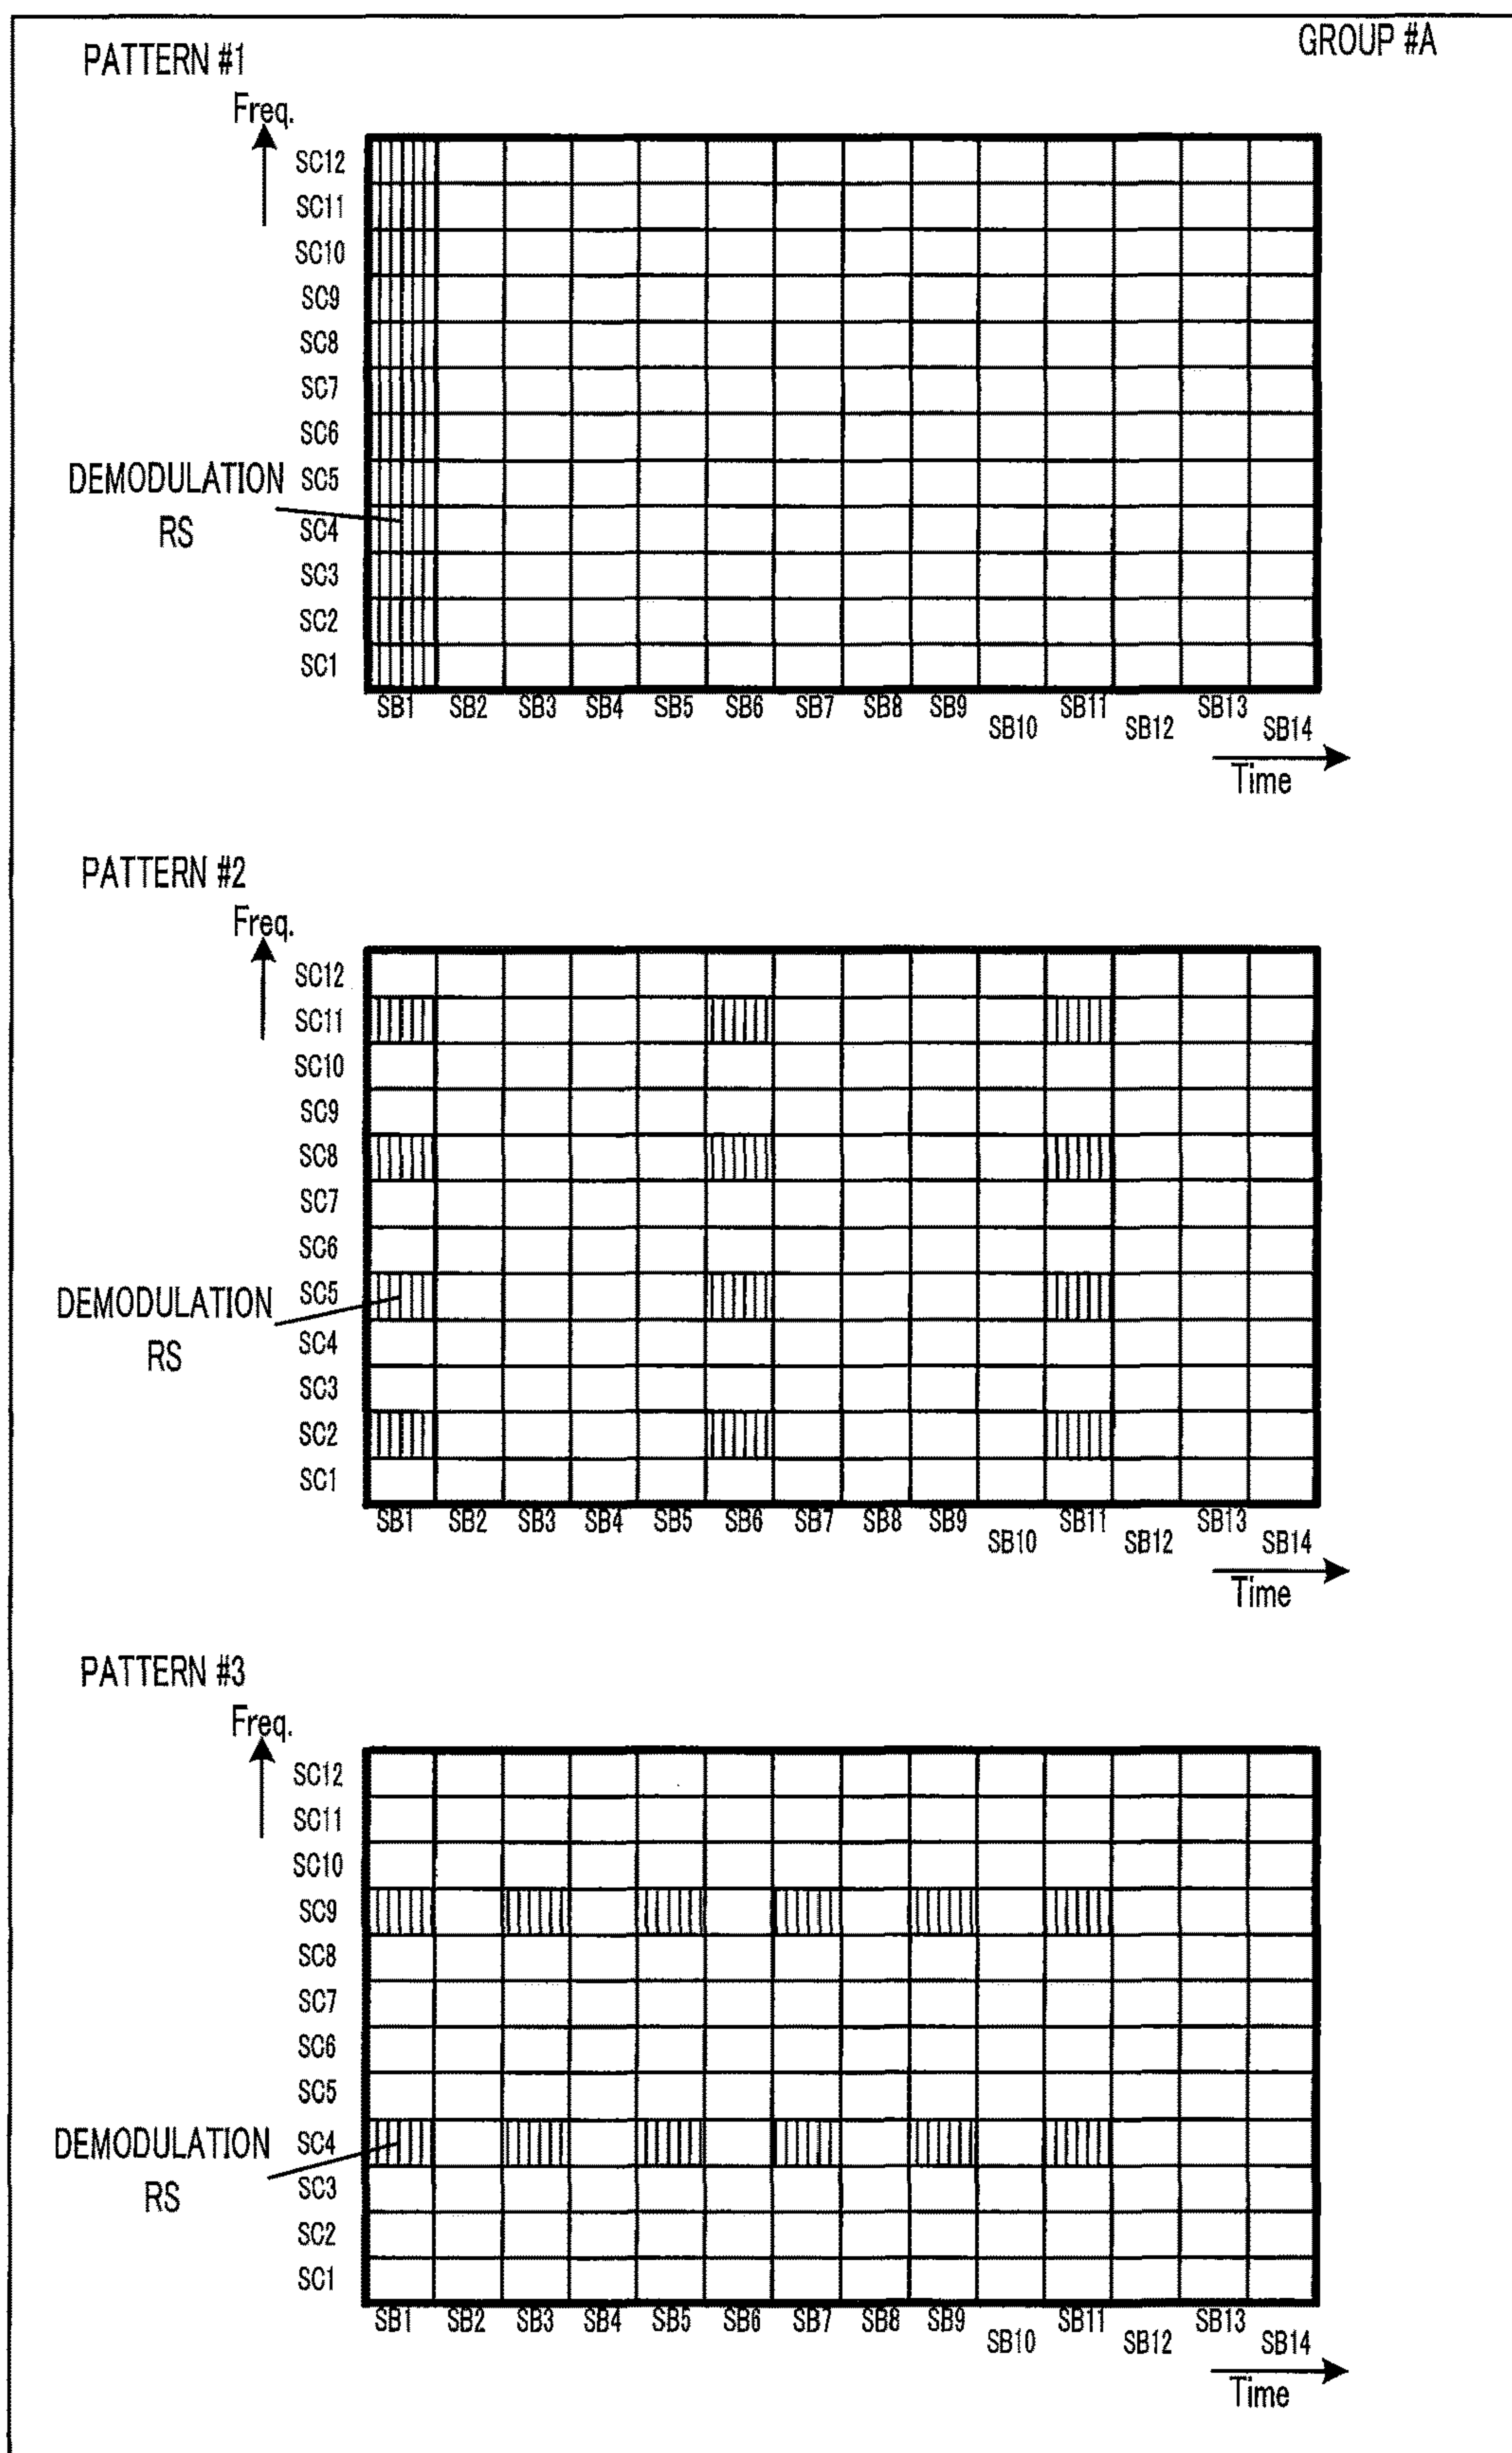 GROUP #A
PATTERN #1
Freq.
SC12
SC11
SC10
SC9
SC8
SC7
SC6
SC5
SC4
SC3
SC2
SC1
DEMODULATION
RS
SB1 SB2 SB3 SB4 SB5 SB6 SB7 SB8 SB9 SB10 SB11 SB12 SB13 SB14
Time
PATTERN #2
Freq.
SC12
SC11
SC10
SC9
SC8
SC7
SC6
SC5
SC4
SC3
SC2
SC1
DEMODULATION
RS
SB1 SB2 SB3 SB4 SB5 SB6 SB7 SB8 SB9 SB10 SB11 SB12 SB13 SB14
Time
PATTERN #3
Freq.
SC12
SC11
SC10
SC9
SC8
SC7
SC6
SC5
SC4
SC3
SC2
SC1
DEMODULATION
RS
SB1 SB2 SB3 SB4 SB5 SB6 SB7 SB8 SB9 SB10 SB11 SB12 SB13 SB14
Time